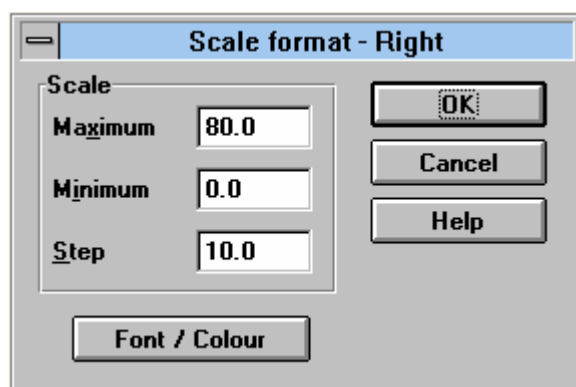 Scale format - Right
Scale
Maximum 80.0
Minimum 0.0
Step 10.0
OK
Cancel
Help
Font / Colour